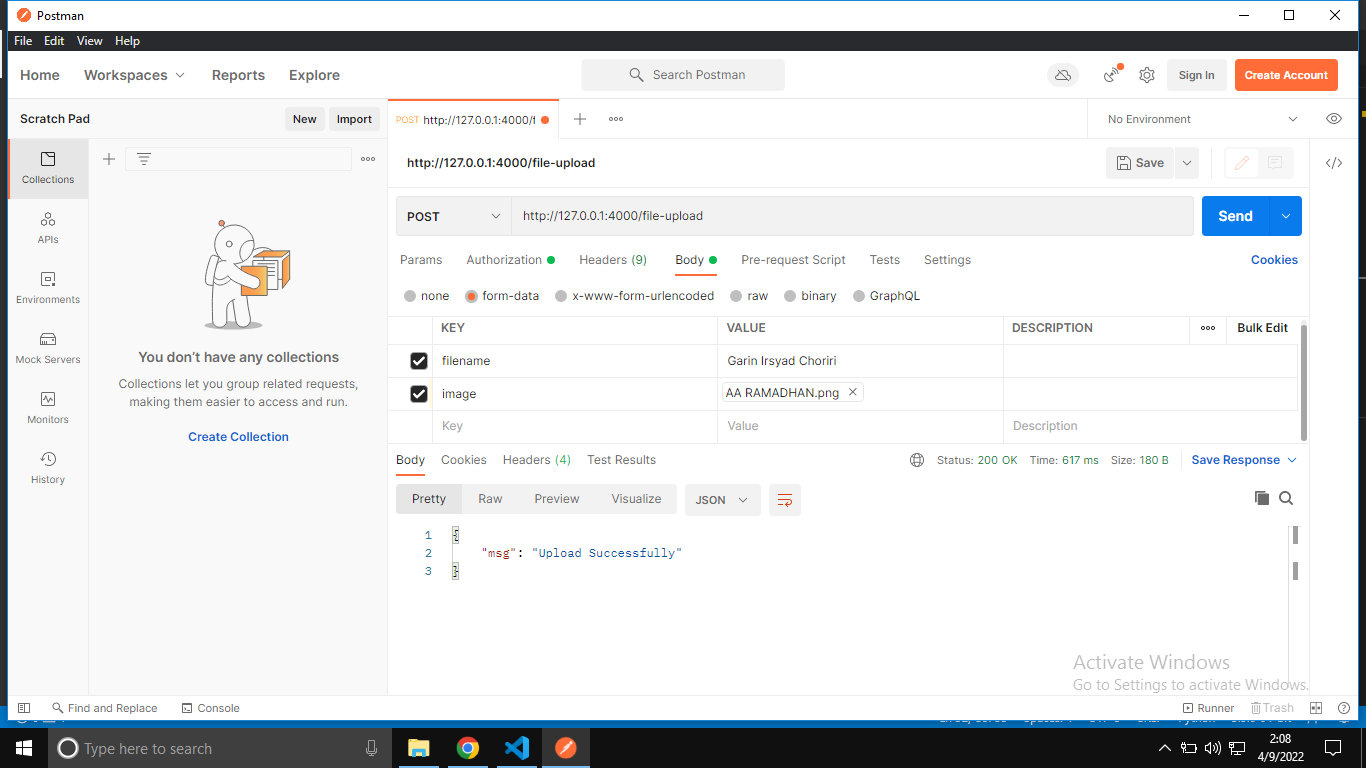 Postman
File Edit View Help
Home Workspaces Reports Explore Search Postman Sign In Create Account
Scratch Pad New Import POST http://127.0.0.1:4000/f No Environment
http://127.0.0.1:4000/file-upload Save
Collections
APIs
Environments
Mock Servers
Monitors
History
You don't have any collections
Collections let you group related requests,
making them easier to access and run.
Create Collection
POST http://127.0.0.1:4000/file-upload Send
Params Authorization Headers (9) Body Pre-request Script Tests Settings Cookies
none form-data x-www-form-urlencoded raw binary GraphQL
KEY VALUE DESCRIPTION Bulk Edit
filename Garin Irsyad Choriri
image AA RAMADHAN.png
Key Value Description
Body Cookies Headers (4) Test Results Status: 200 OK Time: 617 ms Size: 180 B Save Response
Pretty Raw Preview Visualize JSON
1 {
2 "msg": "Upload Successfully"
3 }
Activate Windows
Go to Settings to activate Windows.
Find and Replace Console Runner Trash
Type here to search 2:08
4/9/2022